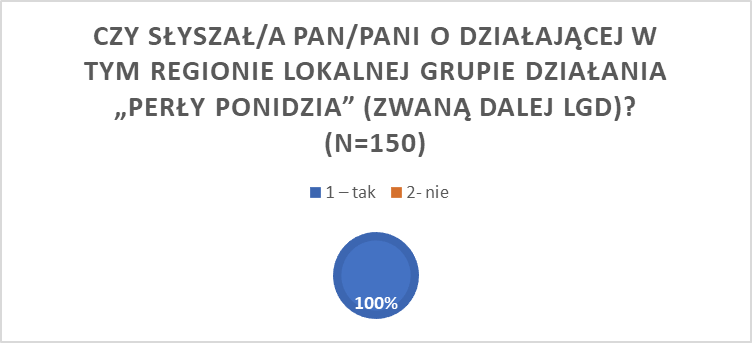 CZY SŁYSZAŁ/A PAN/PANI O DZIAŁAJĄCEJ W
TYM REGIONIE LOKALNEJ GRUPIE DZIAŁANIA
„PERŁY PONIDZIA” (ZWANĄ DALEJ LGD)?
(N=150)
1 – tak 2- nie
100%